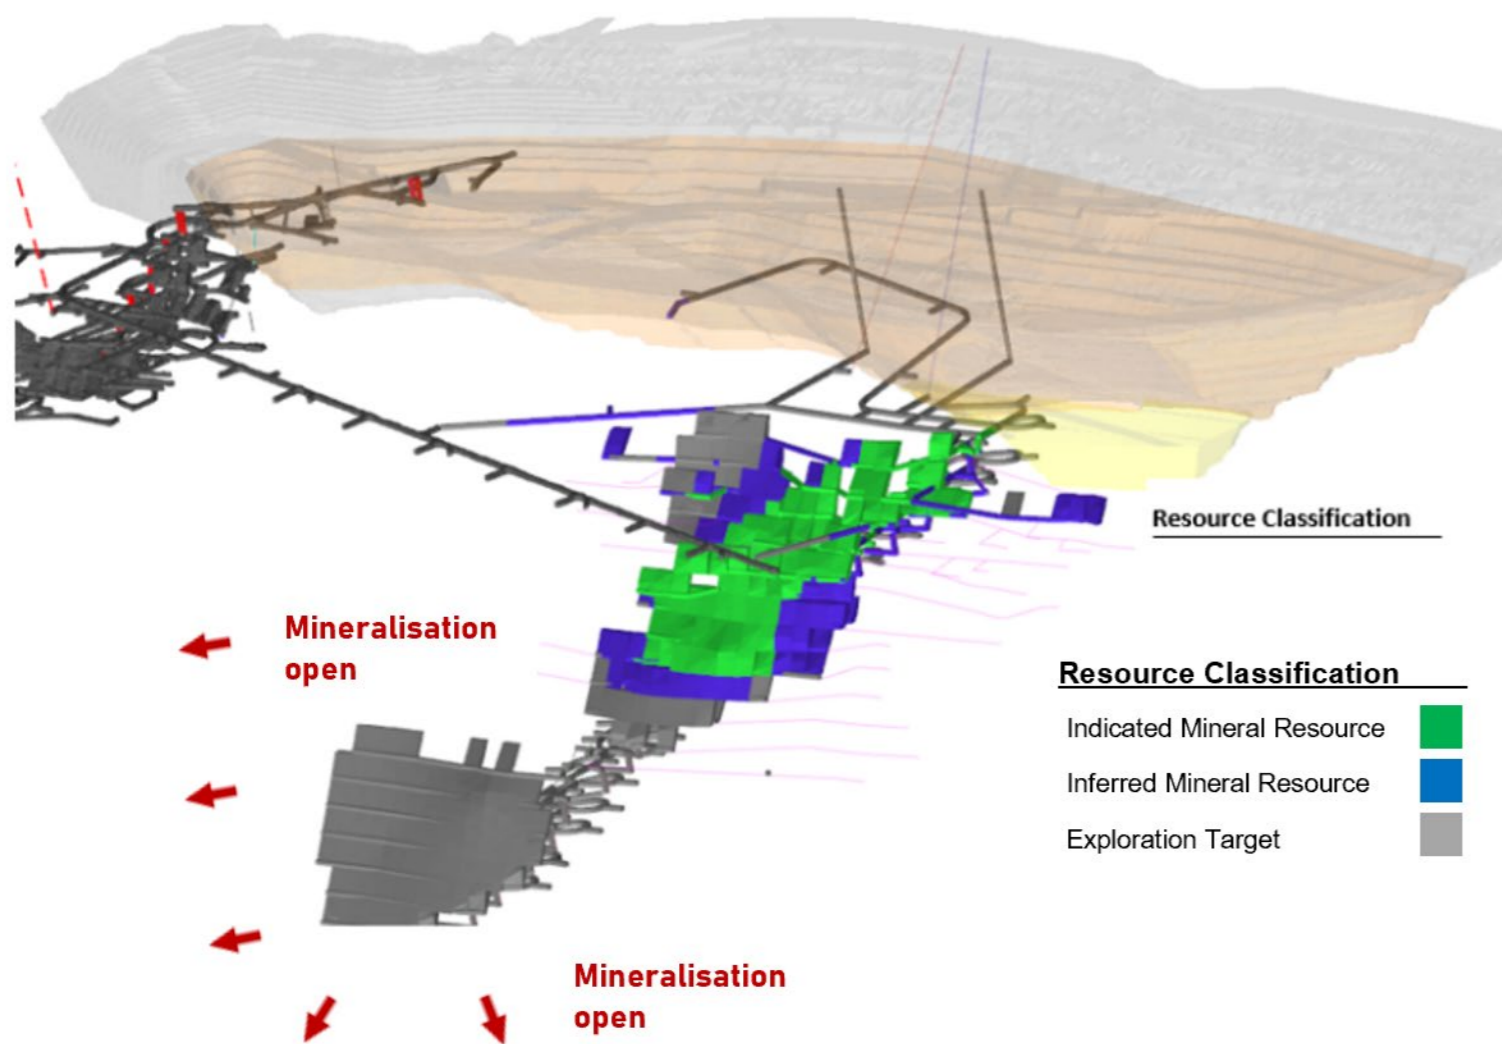 Resource Classification
Mineralisation
open
Resource Classification
Indicated Mineral Resource
Inferred Mineral Resource
Exploration Target
Mineralisation
open